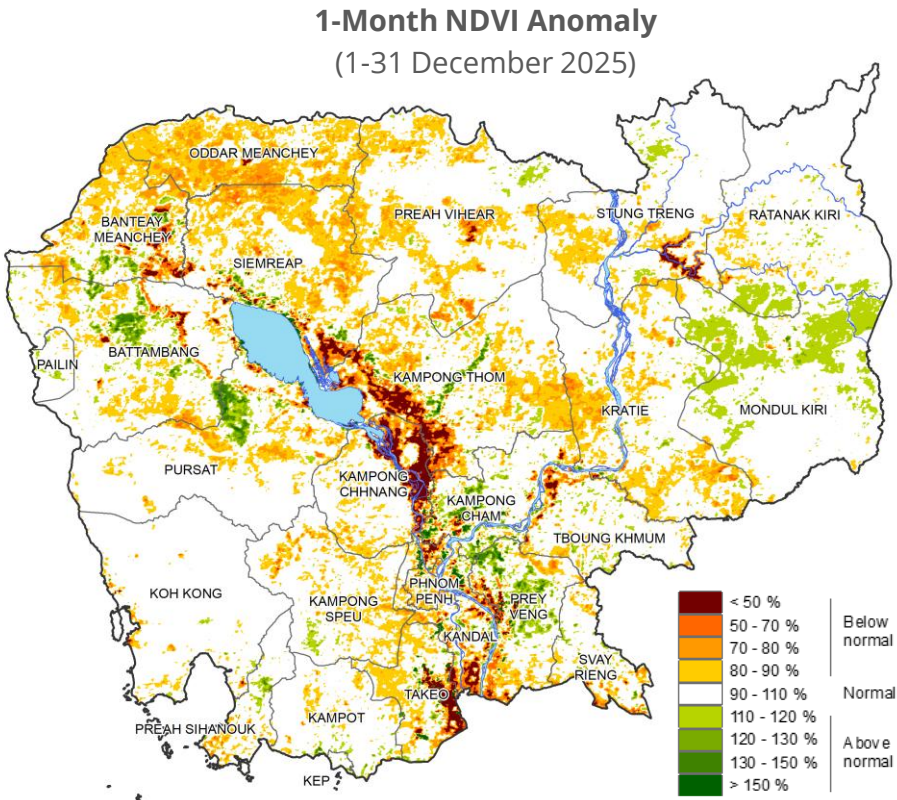 1-Month NDVI Anomaly
(1-31 December 2025)
ODDAR MEANCHEY
BANTEAY
MEANCHEY
PREAH VIHEAR
STUNG TRENG
RATANAK KIRI
SIEMREAP
PAILIN
BATTAMBANG
KAMPONG THOM
KRATIE
MONDUL KIRI
PURSAT
KAMPONG
CHHNANG
KAMPONG
CHAM
TBOUNG KHMUM
KOH KONG
KAMPONG
SPEU
PHNOM
PENH
PREY
VENG
KANDAL
SVAY
RIENG
TAKEO
PREAH SIHANOUK
KAMPOT
KEP
< 50 %
50 - 70 %
70 - 80 %
80 - 90 %
90 - 110 %
110 - 120 %
120 - 130 %
130 - 150 %
> 150 %
Below
normal
Normal
Above
normal